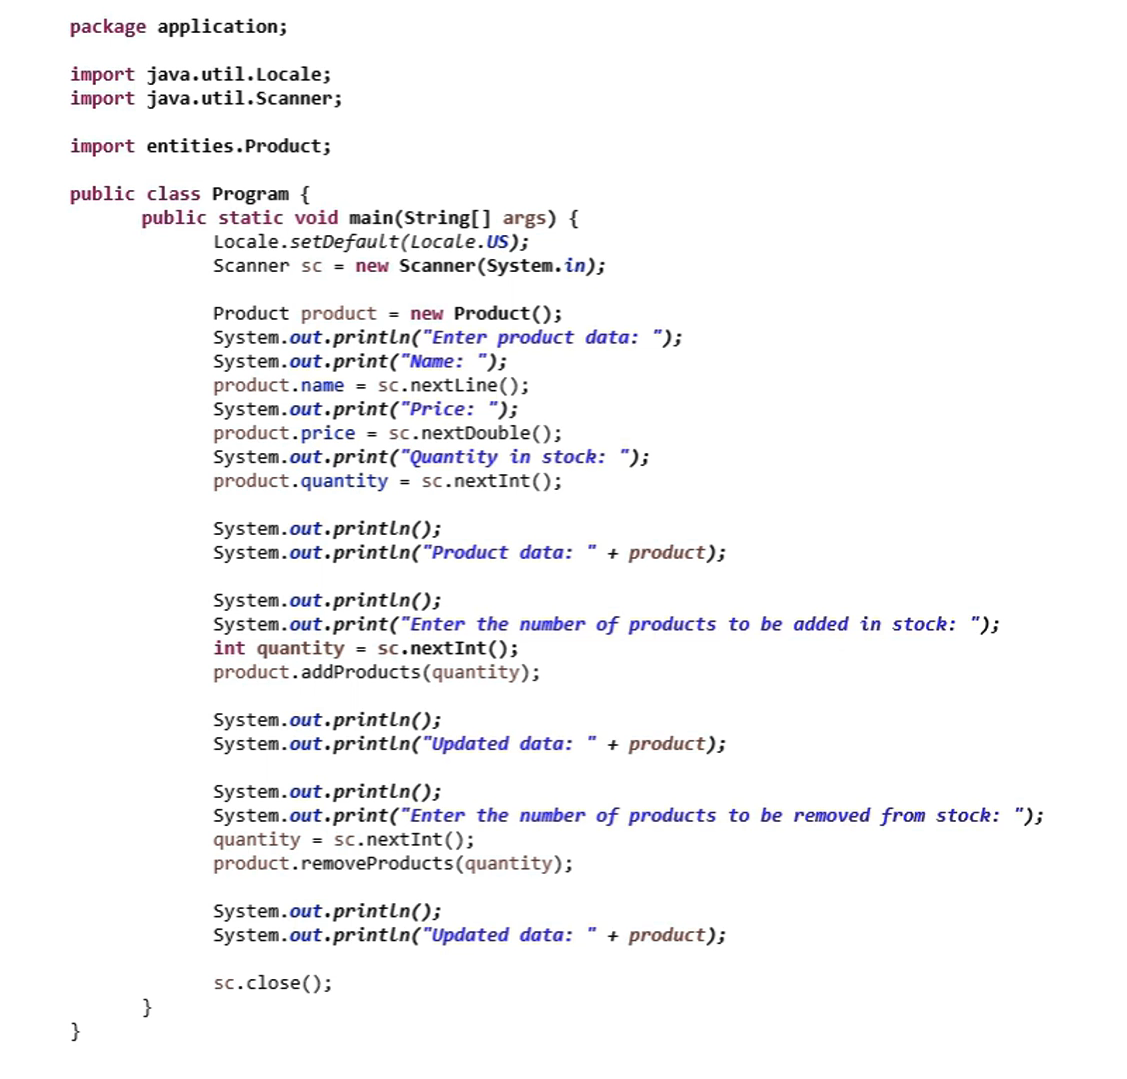 package application;
import java.util.Locale;
import java.util.Scanner;
import entities.Product;
public class Program {
public static void main(String[] args) {
Locale.setDefault(Locale.US);
Scanner sc = new Scanner(System.in);
Product product = new Product();
System.out.println("Enter product data: ");
System.out.print("Name: ");
product.name = sc.nextLine();
System.out.print("Price: ");
product.price = sc.nextDouble();
System.out.print("Quantity in stock: ");
product.quantity = sc.nextInt();
System.out.println();
System.out.println("Product data: " + product);
System.out.println();
System.out.print("Enter the number of products to be added in stock: ");
int quantity = sc.nextInt();
product.addProducts(quantity);
System.out.println();
System.out.println("Updated data: " + product);
System.out.println();
System.out.print("Enter the number of products to be removed from stock: ");
quantity = sc.nextInt();
product.removeProducts(quantity);
System.out.println();
System.out.println("Updated data: " + product);
sc.close();
}
}